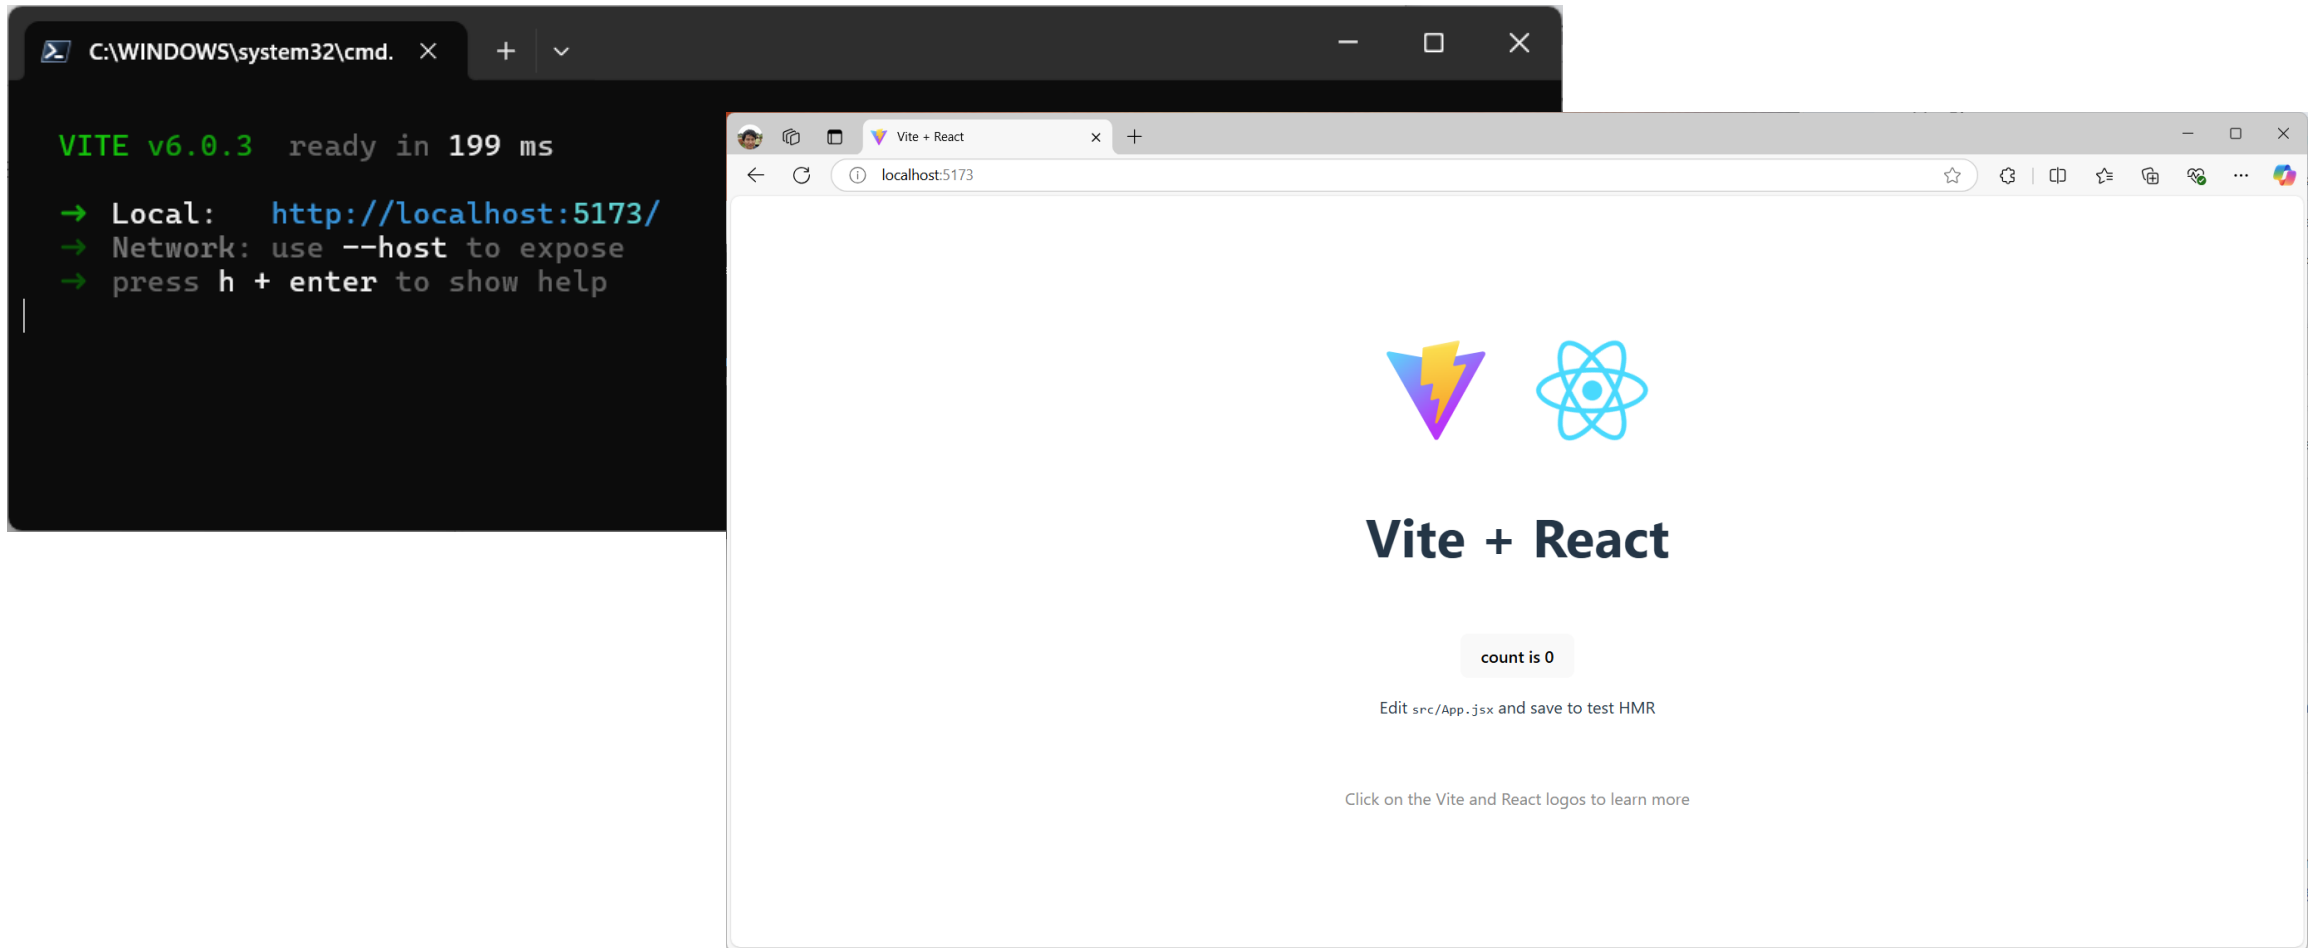 C:\WINDOWS\system32\cmd.
VITE v6.0.3  ready in 199 ms
➜  Local:   http://localhost:5173/
➜  Network: use --host to expose
➜  press h + enter to show help
Vite + React
localhost:5173
Vite + React
count is 0
Edit src/App.jsx and save to test HMR
Click on the Vite and React logos to learn more